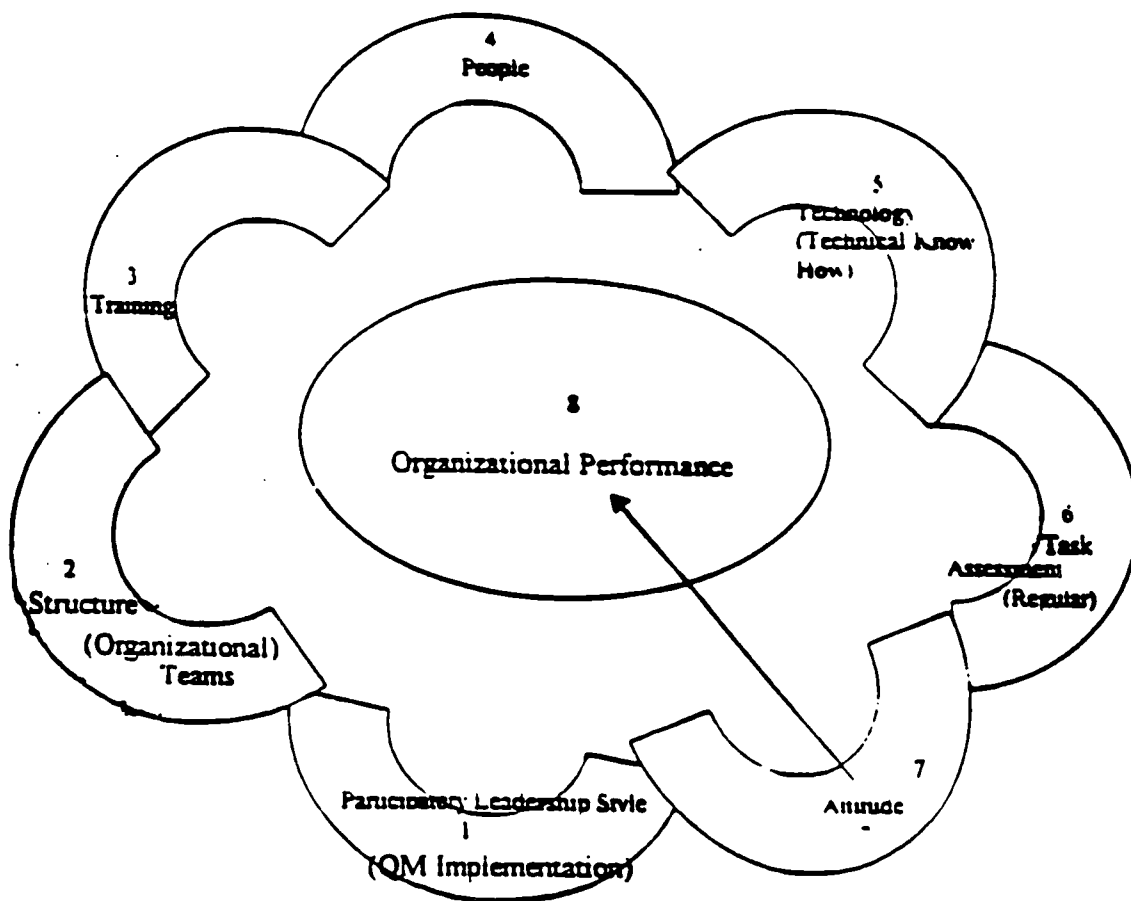 4
People
5
Technology
(Technical Know
How)
3
Training
8
Organizational Performance
6
Task
Assessment
(Regular)
2
Structure
(Organizational)
Teams
7
Attitude
Participatory Leadership Style
1
(QM Implementation)